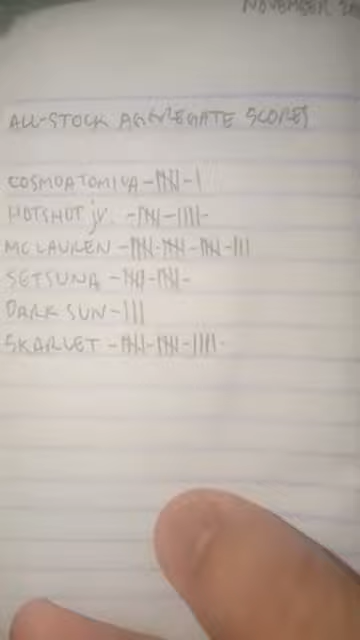 NOVEMBER
ALL-STOCK AGGREGATE SCORES
COSMOATOMICA - 𝍸 - |
HOTSHOT jr. - 𝍸 - ||||-
MCLAUREN - 𝍸 - 𝍸 - 𝍸 - |||
SETSUNA - 𝍸 - 𝍸 -
DARK SUN - |||
SKARLET - 𝍸 - 𝍸 - ||||-